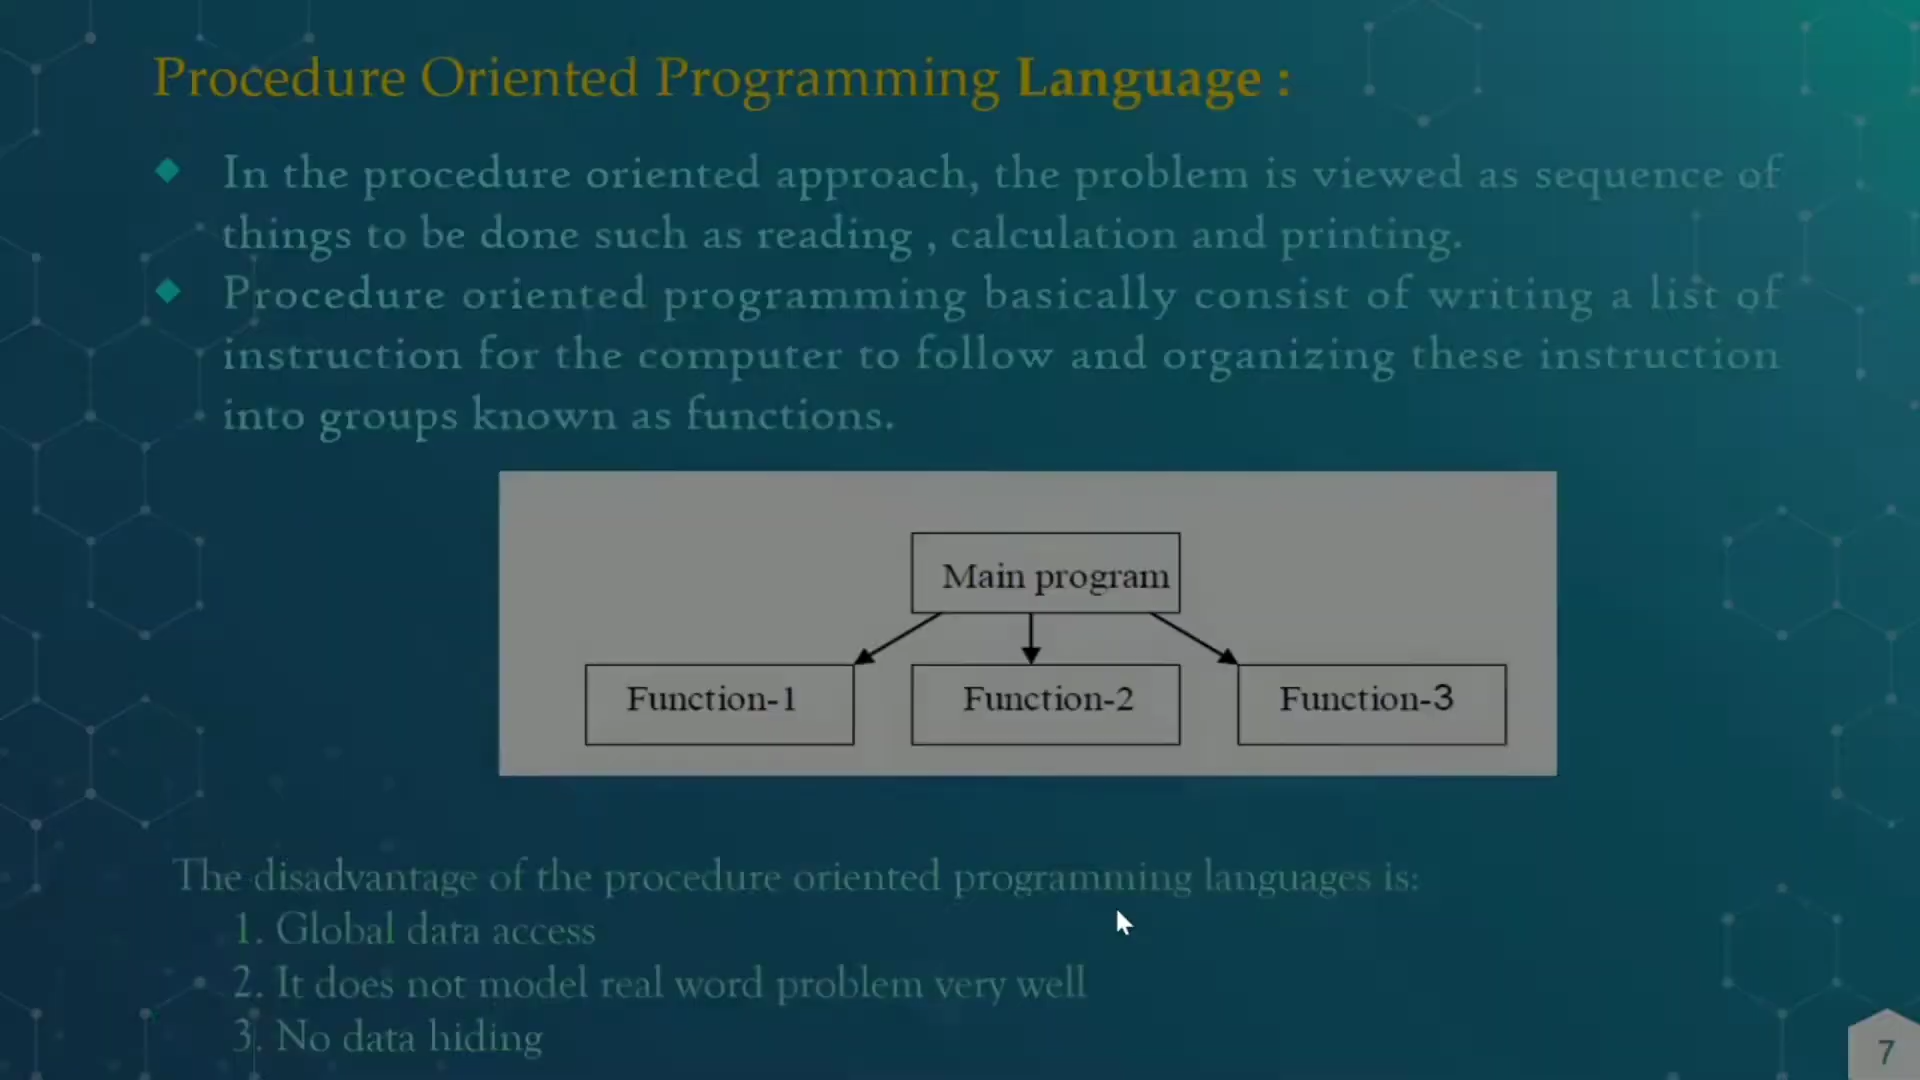 Procedure Oriented Programming Language :
In the procedure oriented approach, the problem is viewed as sequence of
things to be done such as reading , calculation and printing.
Procedure oriented programming basically consist of writing a list of
instruction for the computer to follow and organizing these instruction
into groups known as functions.
Main program
Function-1 Function-2 Function-3
The disadvantage of the procedure oriented programming languages is:
1. Global data access
2. It does not model real word problem very well
3. No data hiding
7